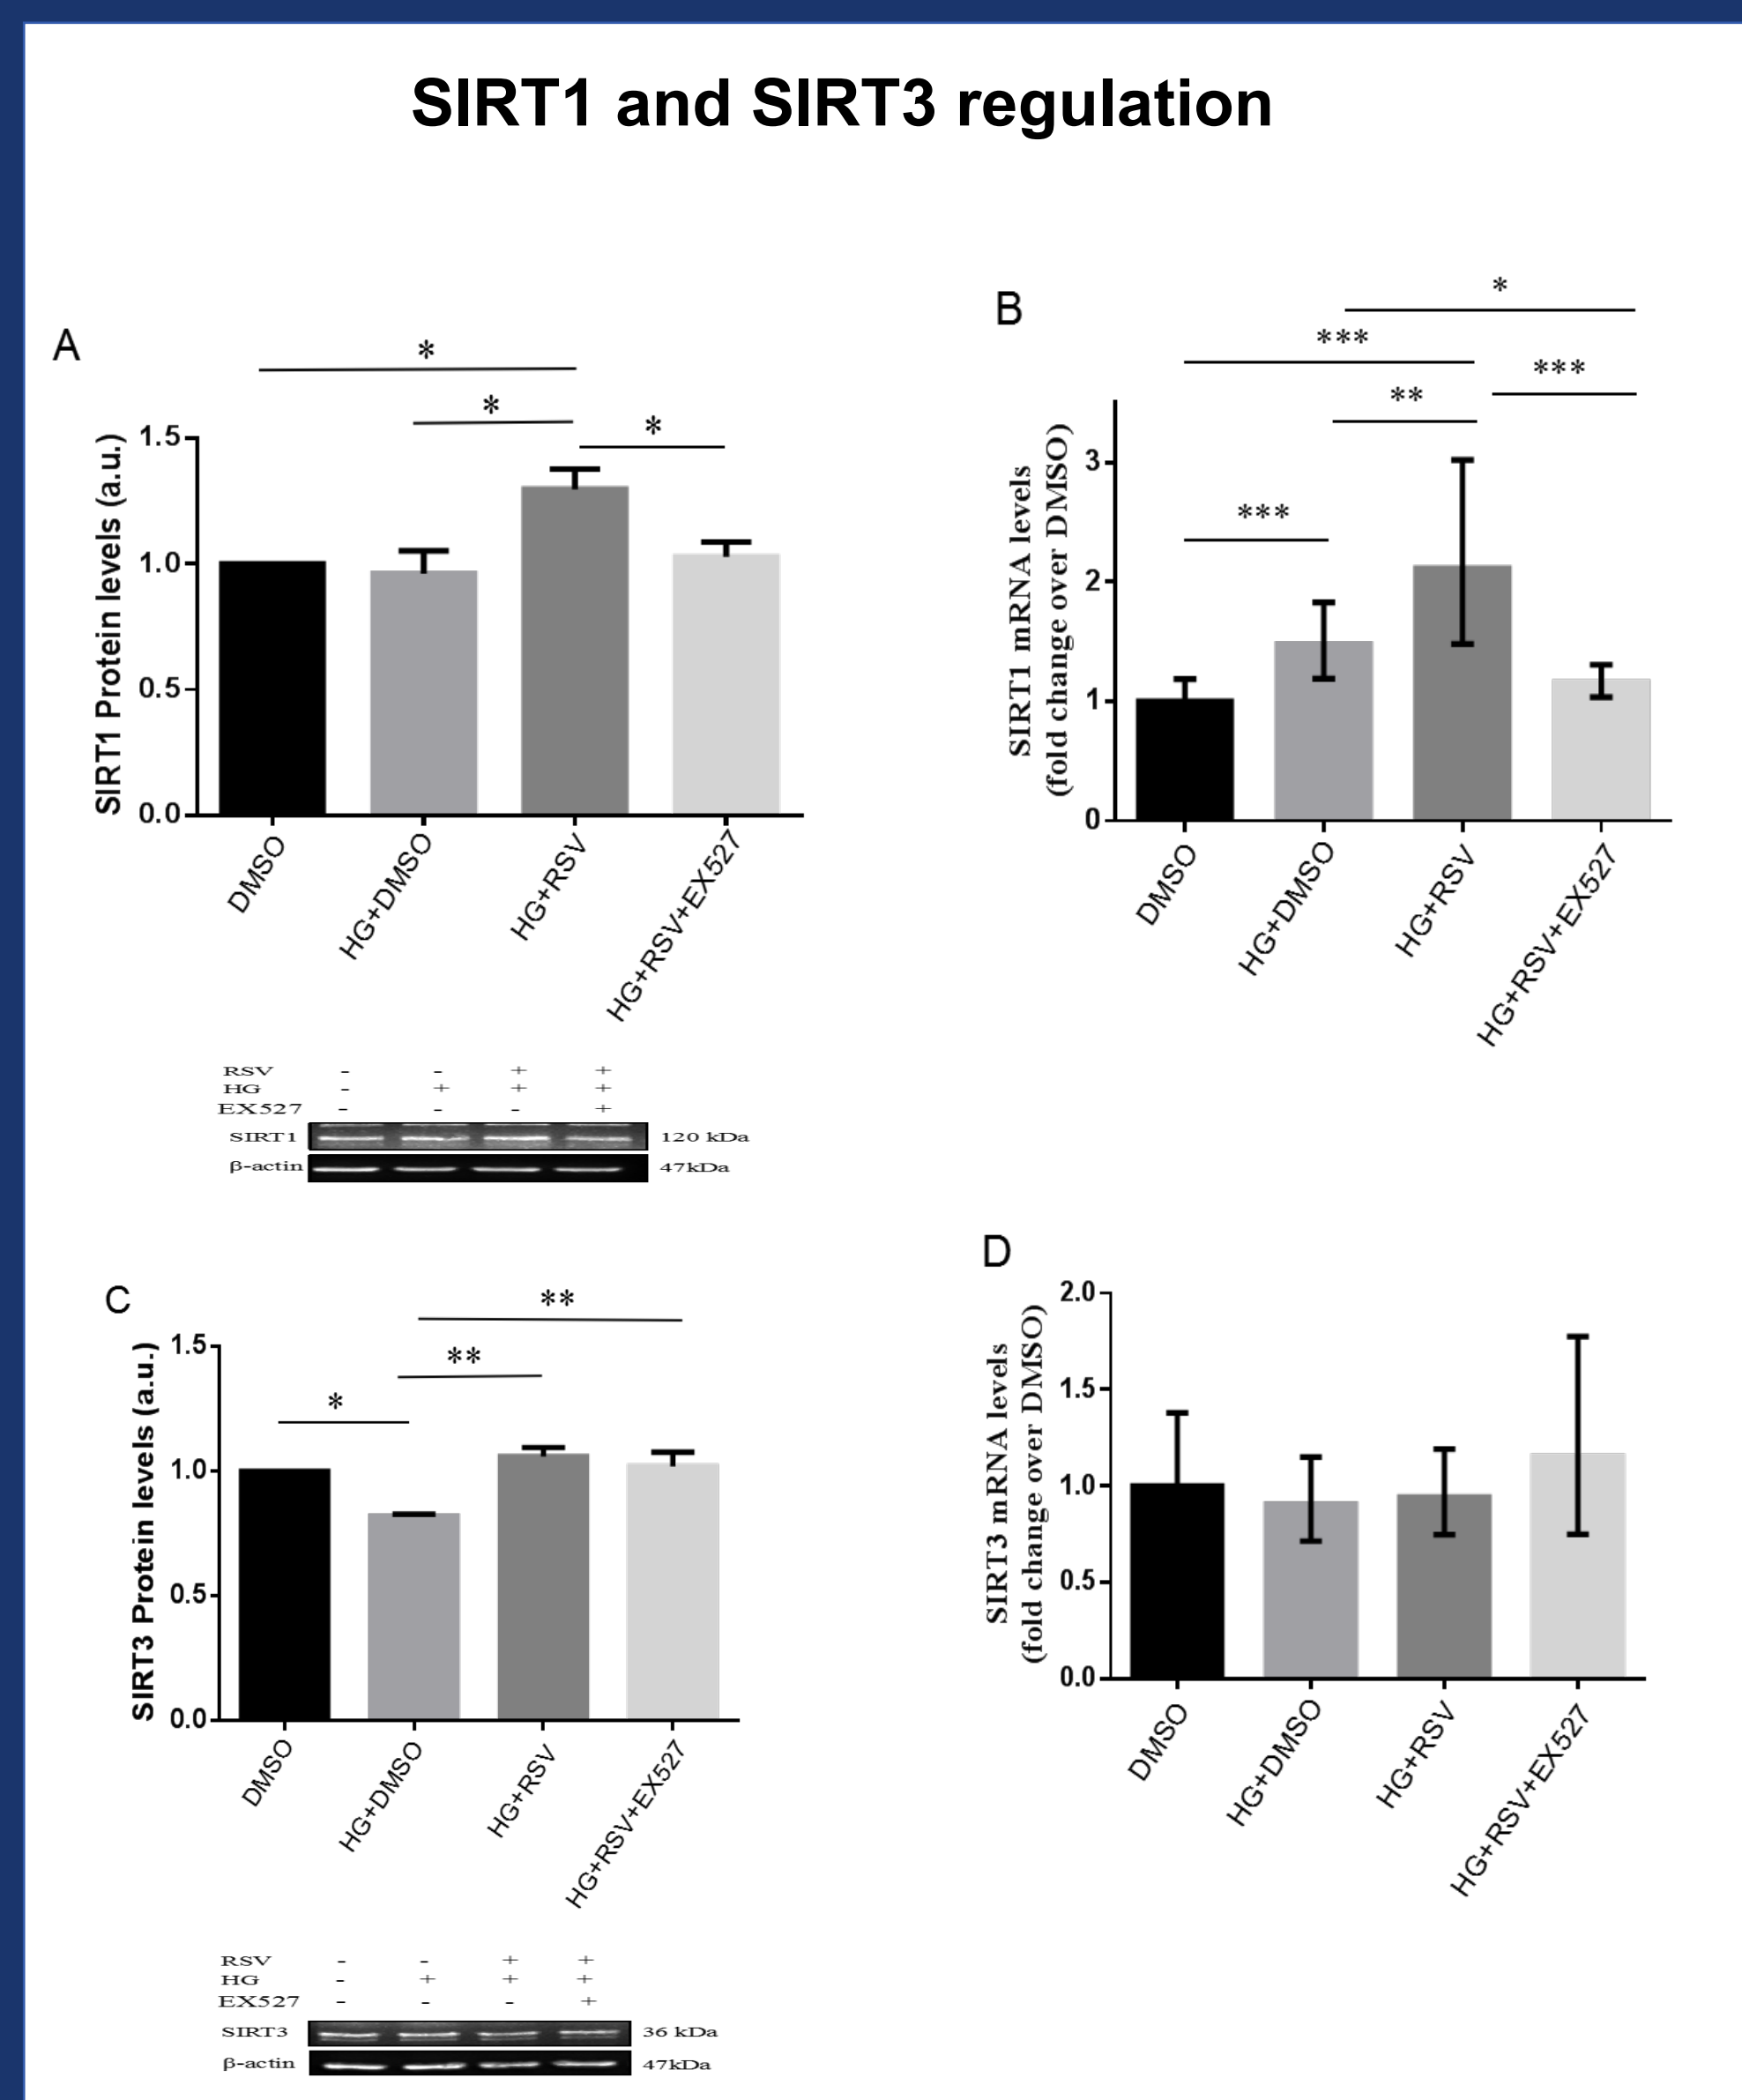 SIRT1 and SIRT3 regulation
A
*
*
*
SIRT1 Protein levels (a.u.)
1.5
1.0
0.5
0.0
DMSO
HG+DMSO
HG+RSV
HG+RSV+EX527
RSV - - + +
HG - + + +
EX527 - - - +
SIRT1 120 kDa
β-actin 47kDa
B
*
***
***
**
***
SIRT1 mRNA levels
(fold change over DMSO)
3
2
1
0
DMSO
HG+DMSO
HG+RSV
HG+RSV+EX527
C
**
**
*
SIRT3 Protein levels (a.u.)
1.5
1.0
0.5
0.0
DMSO
HG+DMSO
HG+RSV
HG+RSV+EX527
RSV - - + +
HG - + + +
EX527 - - - +
SIRT3 36 kDa
β-actin 47kDa
D
SIRT3 mRNA levels
(fold change over DMSO)
2.0
1.5
1.0
0.5
0.0
DMSO
HG+DMSO
HG+RSV
HG+RSV+EX527